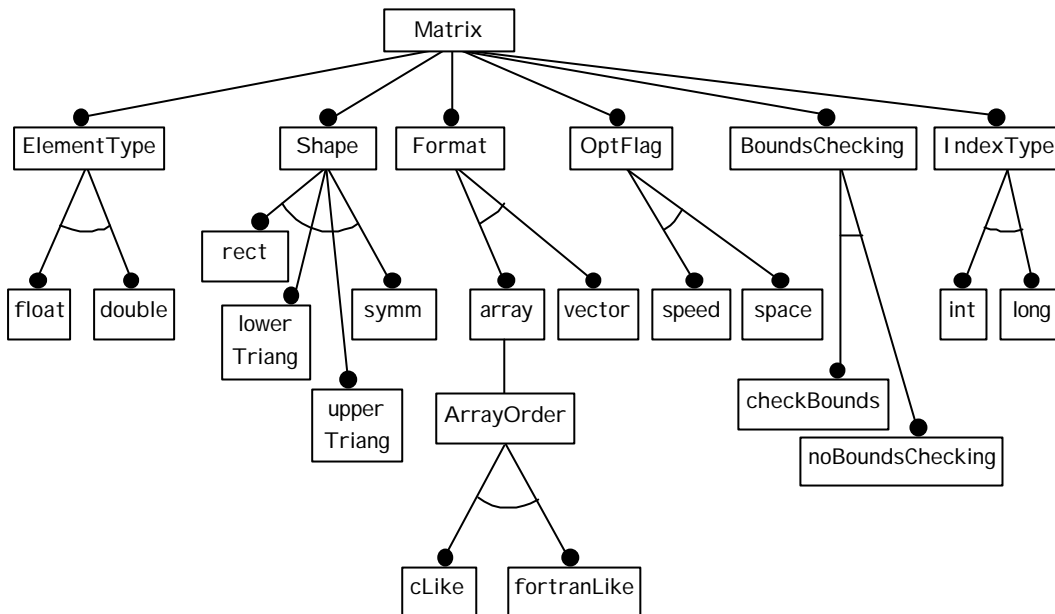 Matrix
ElementType
Shape
Format
OptFlag
BoundsChecking
IndexType
rect
float
double
lower
Triang
symm
array
vector
speed
space
int
long
upper
Triang
ArrayOrder
checkBounds
noBoundsChecking
cLike
fortranLike